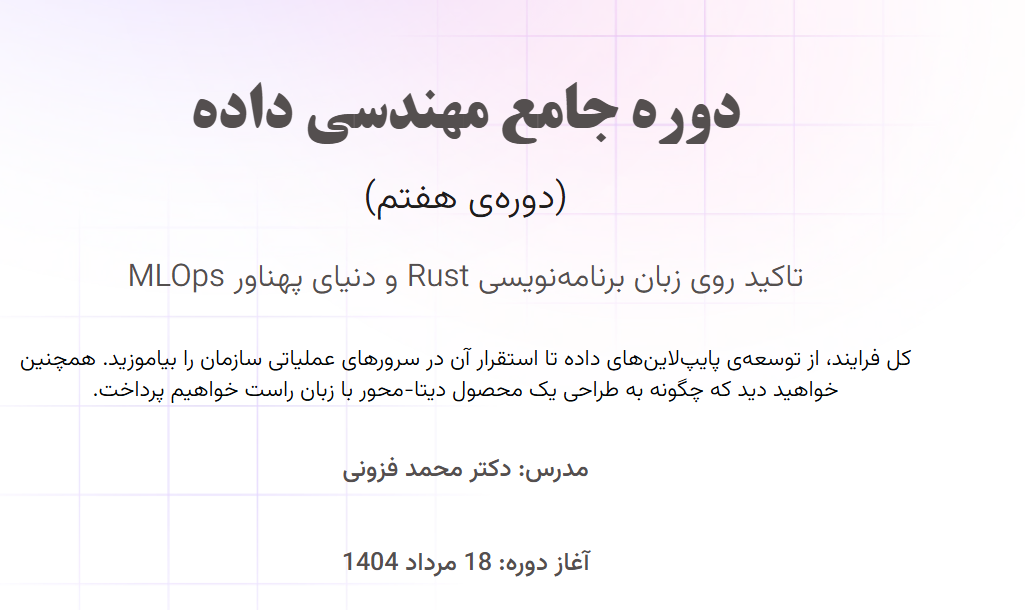 دوره جامع مهندسی داده
(دوره‌ی هفتم)
تاکید روی زبان برنامه‌نویسی Rust و دنیای پهناور MLOps
کل فرایند، از توسعه‌ی پایپ‌لاین‌های داده تا استقرار آن در سرورهای عملیاتی سازمان را بیاموزید. همچنین
خواهید دید که چگونه به طراحی یک محصول دیتا-محور با زبان راست خواهیم پرداخت.
مدرس: دکتر محمد فزونی
آغاز دوره: 18 مرداد 1404